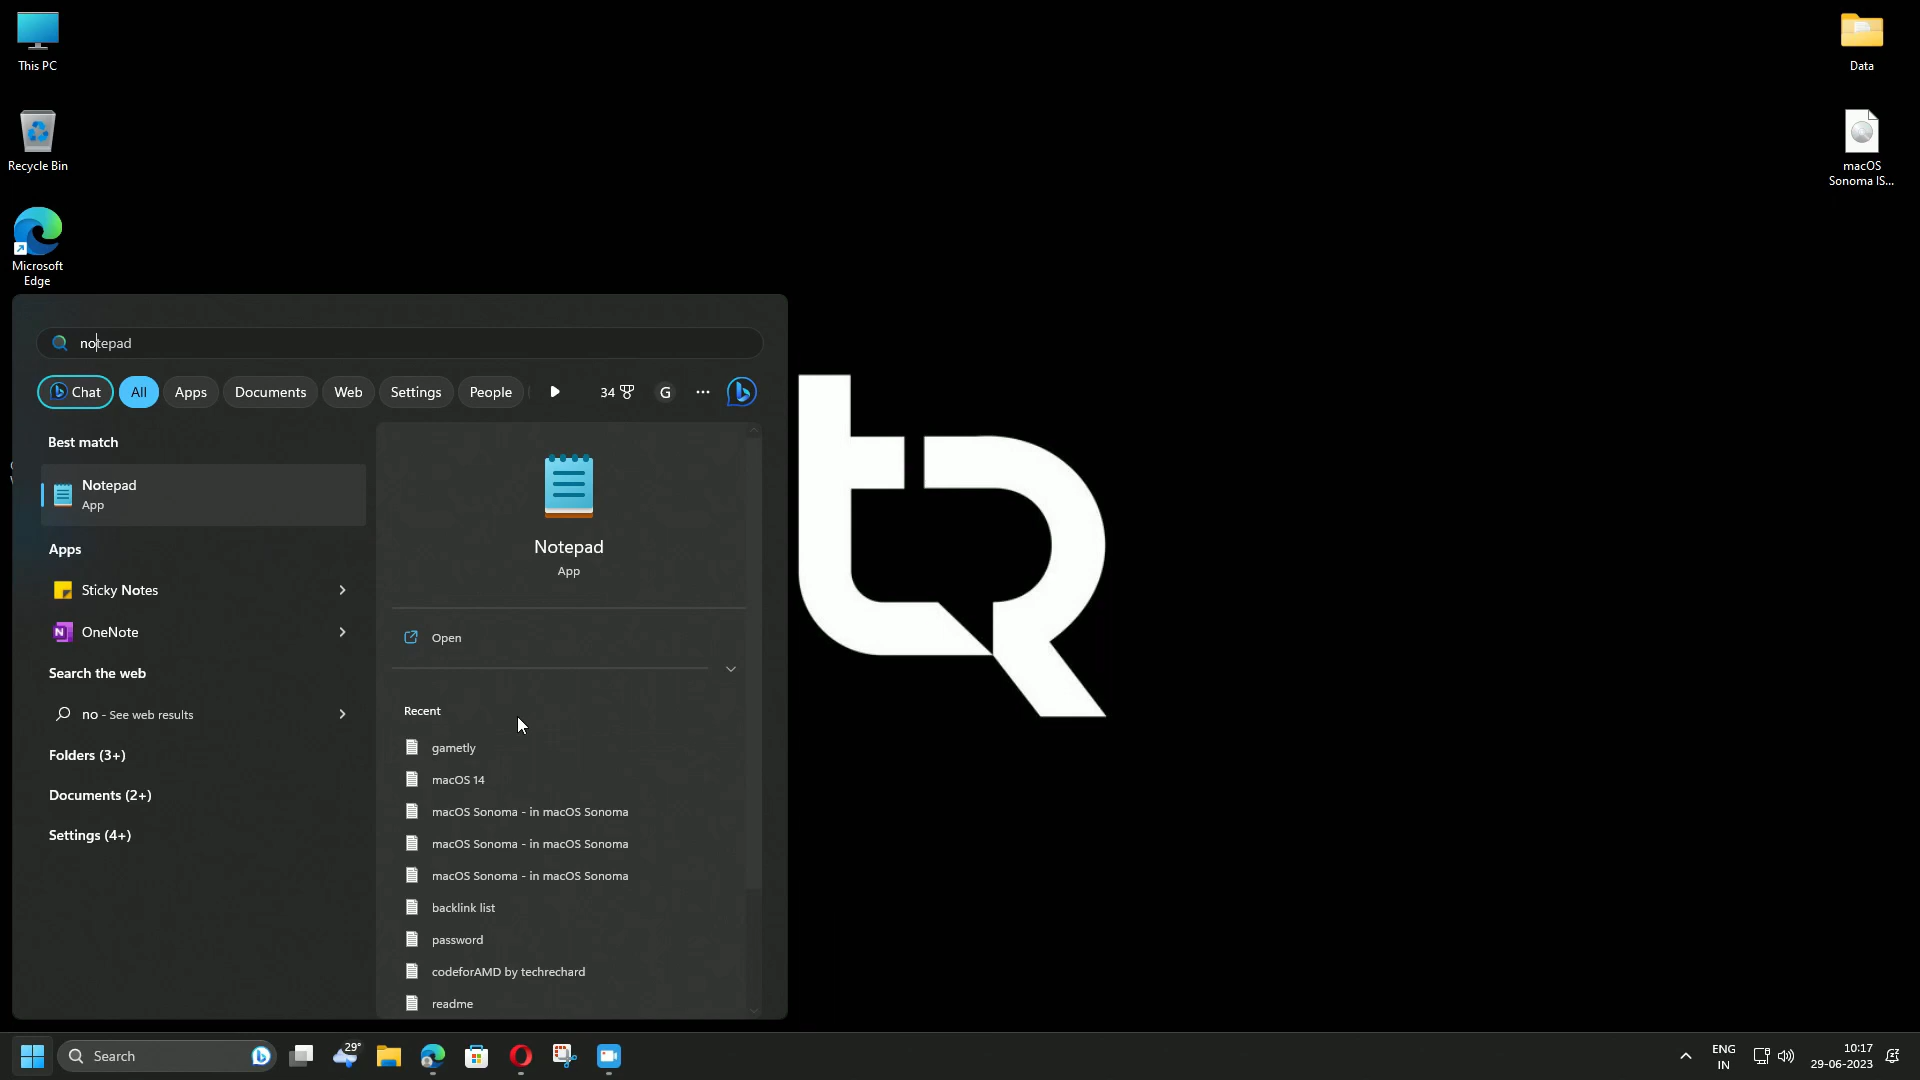 This PC
Recycle Bin
Microsoft
Edge
Data
macOS
Sonoma IS...
notepad
Chat
All
Apps
Documents
Web
Settings
People
34
G
Best match
Notepad
App
Apps
Sticky Notes
OneNote
Search the web
no - See web results
Folders (3+)
Documents (2+)
Settings (4+)
Notepad
App
Open
Recent
gametly
macOS 14
macOS Sonoma - in macOS Sonoma
macOS Sonoma - in macOS Sonoma
macOS Sonoma - in macOS Sonoma
backlink list
password
codeforAMD by techrechard
readme
tR
Search
29°
ENG
IN
10:17
29-06-2023